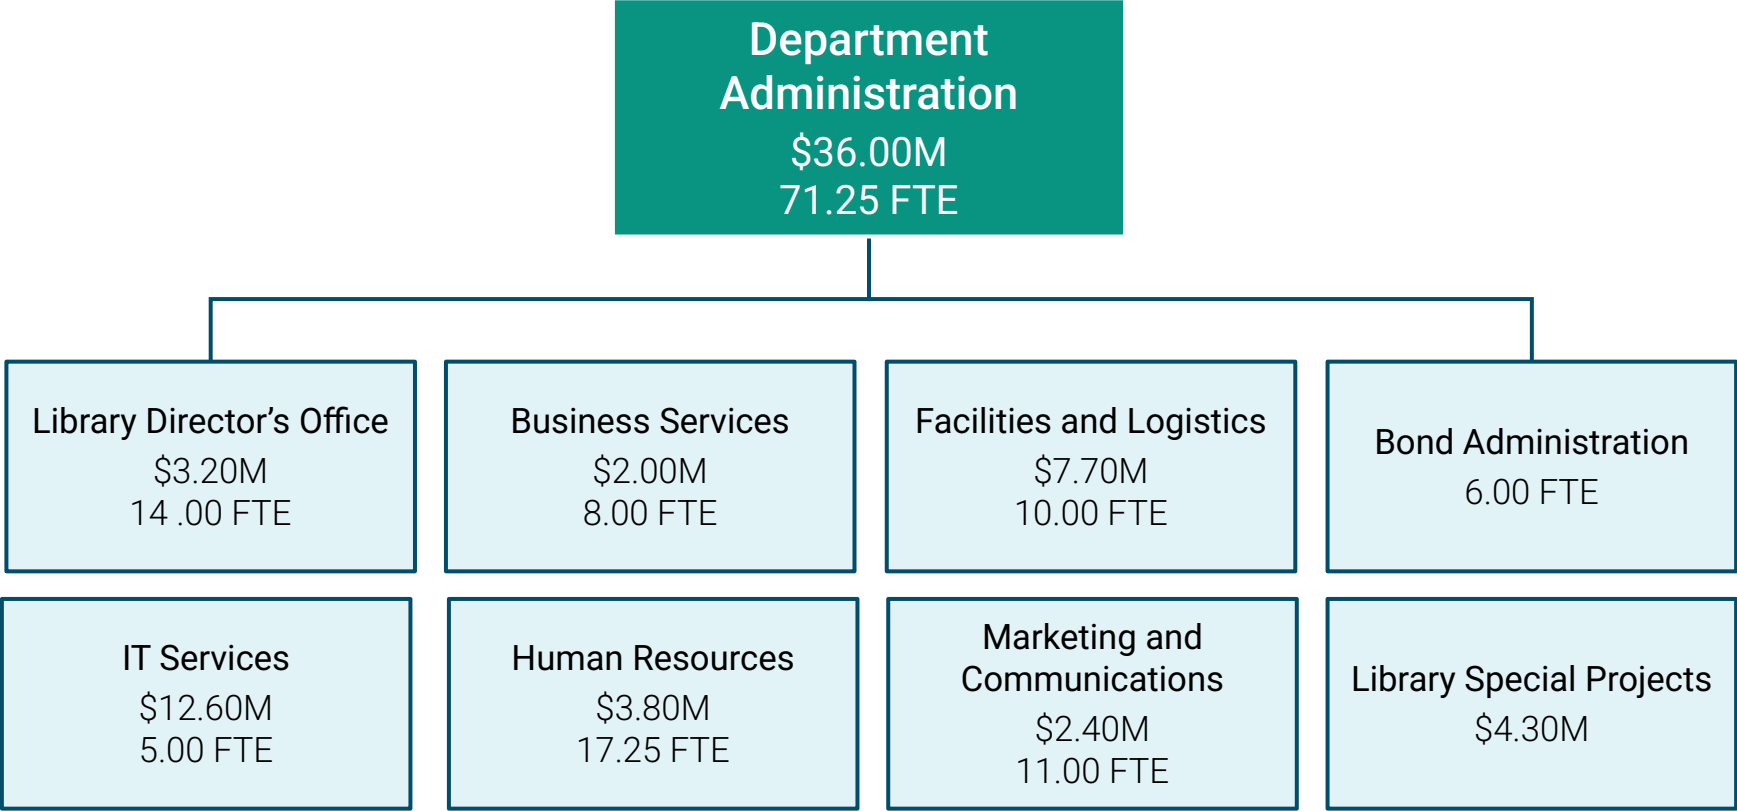 Department
Administration
$36.00M
71.25 FTE
Library Director’s Office
$3.20M
14 .00 FTE
Business Services
$2.00M
8.00 FTE
Facilities and Logistics
$7.70M
10.00 FTE
Bond Administration
6.00 FTE
IT Services
$12.60M
5.00 FTE
Human Resources
$3.80M
17.25 FTE
Marketing and
Communications
$2.40M
11.00 FTE
Library Special Projects
$4.30M